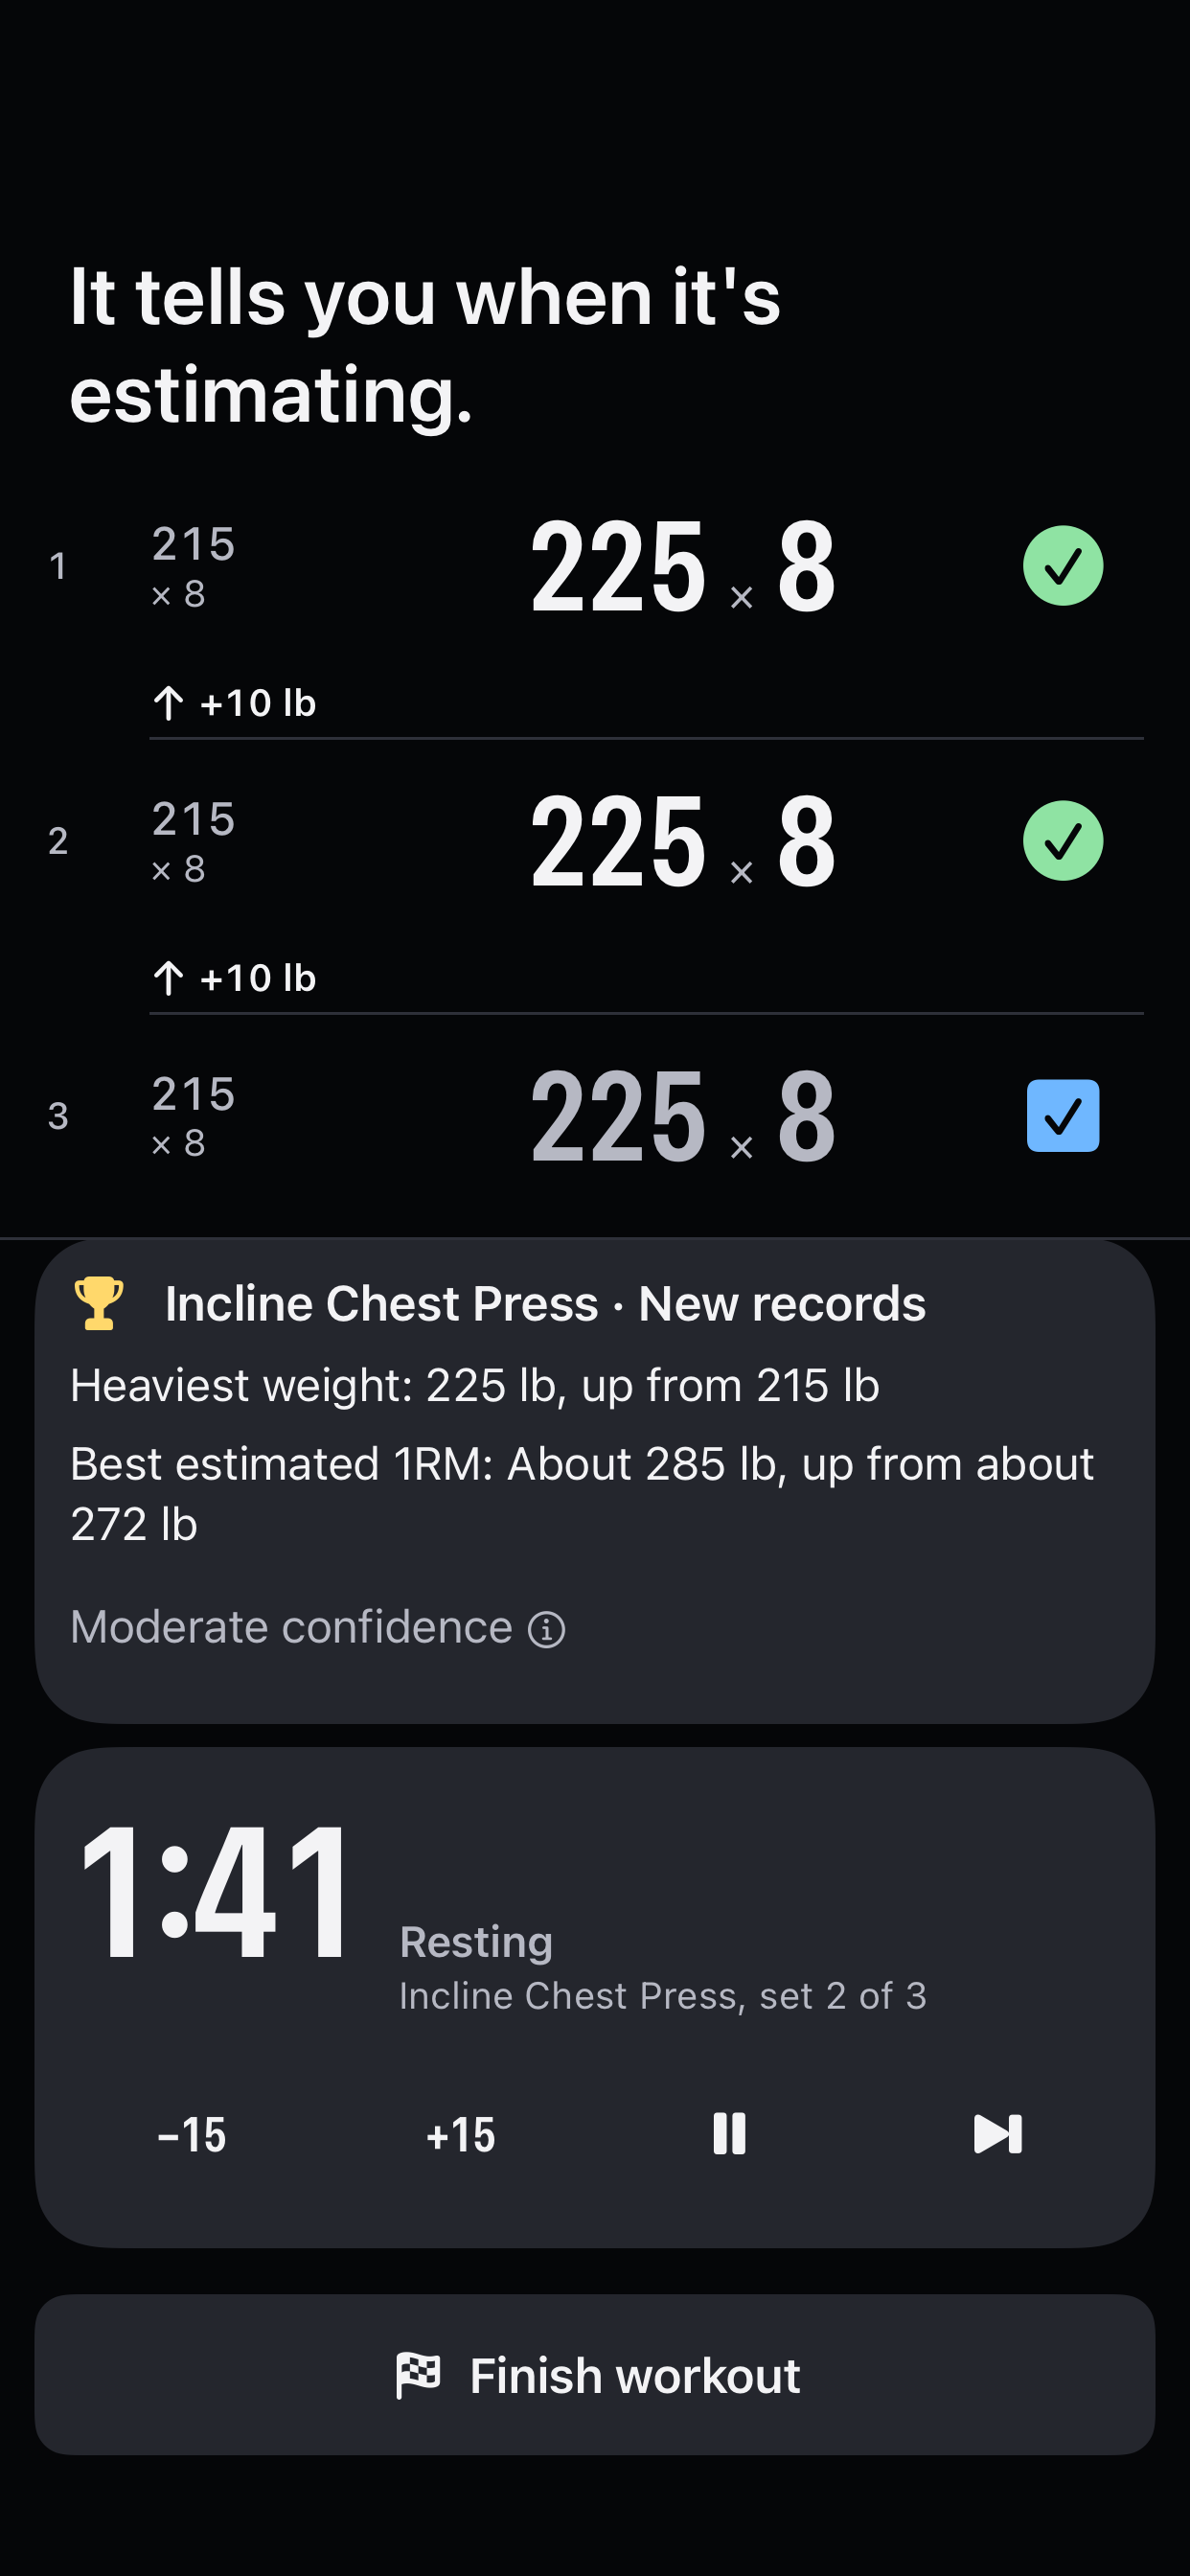 It tells you when it's
estimating.
1
215
× 8
225 × 8
↑ +10 lb
2
215
× 8
225 × 8
↑ +10 lb
3
215
× 8
225 × 8
Incline Chest Press · New records
Heaviest weight: 225 lb, up from 215 lb
Best estimated 1RM: About 285 lb, up from about
272 lb
Moderate confidence
1:41
Resting
Incline Chest Press, set 2 of 3
−15
+15
Finish workout